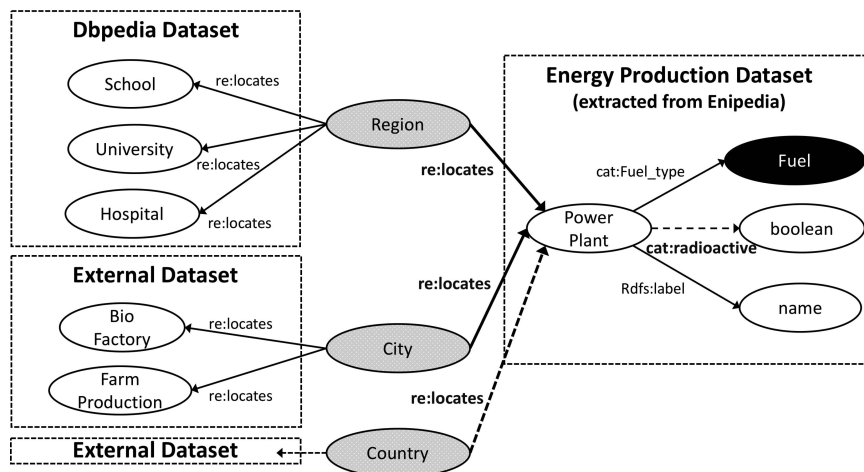 Dbpedia Dataset
School
University
Hospital
re:locates
re:locates
re:locates
Region
re:locates
Energy Production Dataset
(extracted from Enipedia)
Power
Plant
cat:Fuel_type
Fuel
cat:radioactive
boolean
Rdfs:label
name
External Dataset
Bio
Factory
Farm
Production
re:locates
re:locates
City
re:locates
re:locates
External Dataset
Country